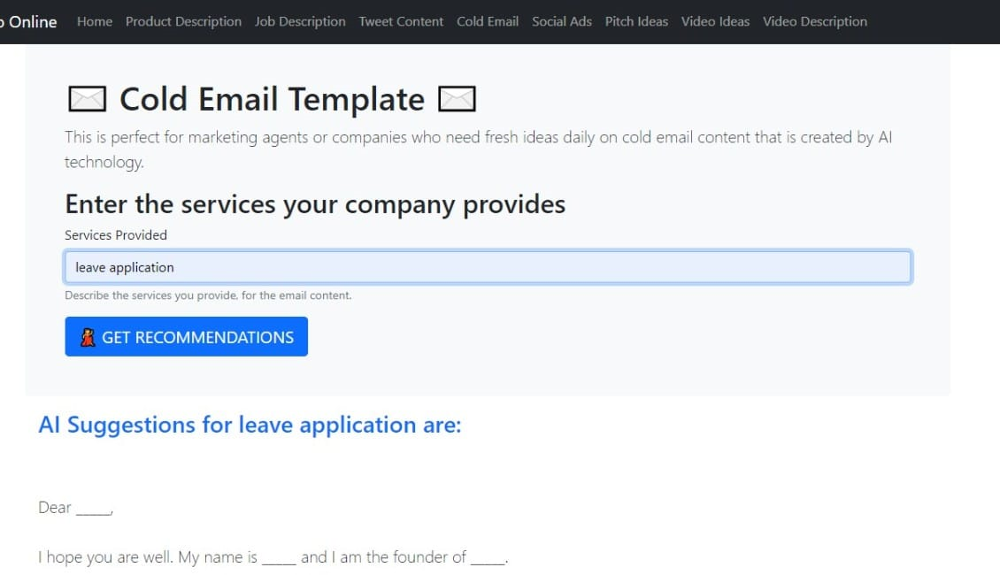 Online Home Product Description Job Description Tweet Content Cold Email Social Ads Pitch Ideas Video Ideas Video Description
Cold Email Template
This is perfect for marketing agents or companies who need fresh ideas daily on cold email content that is created by AI
technology.
Enter the services your company provides
Services Provided
leave application
Describe the services you provide, for the email content.
GET RECOMMENDATIONS
AI Suggestions for leave application are:
Dear _____,
I hope you are well. My name is _____ and I am the founder of _____.